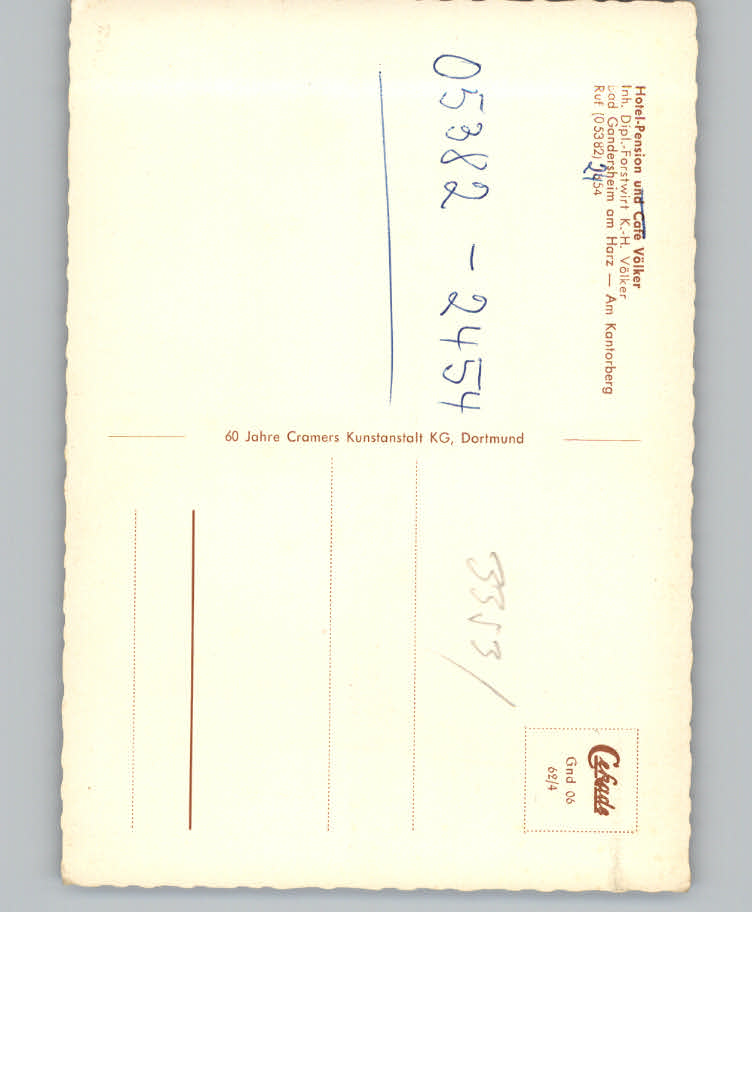 Hotel-Pension und Café Völker
Inh. Dipl.-Forstwirt K.-H. Völker
Bad Gandersheim am Harz — Am Kantorberg
Ruf (05382) 2454
05382 - 2454
60 Jahre Cramers Kunstanstalt KG, Dortmund
Cekade
Gnd 06
62/4